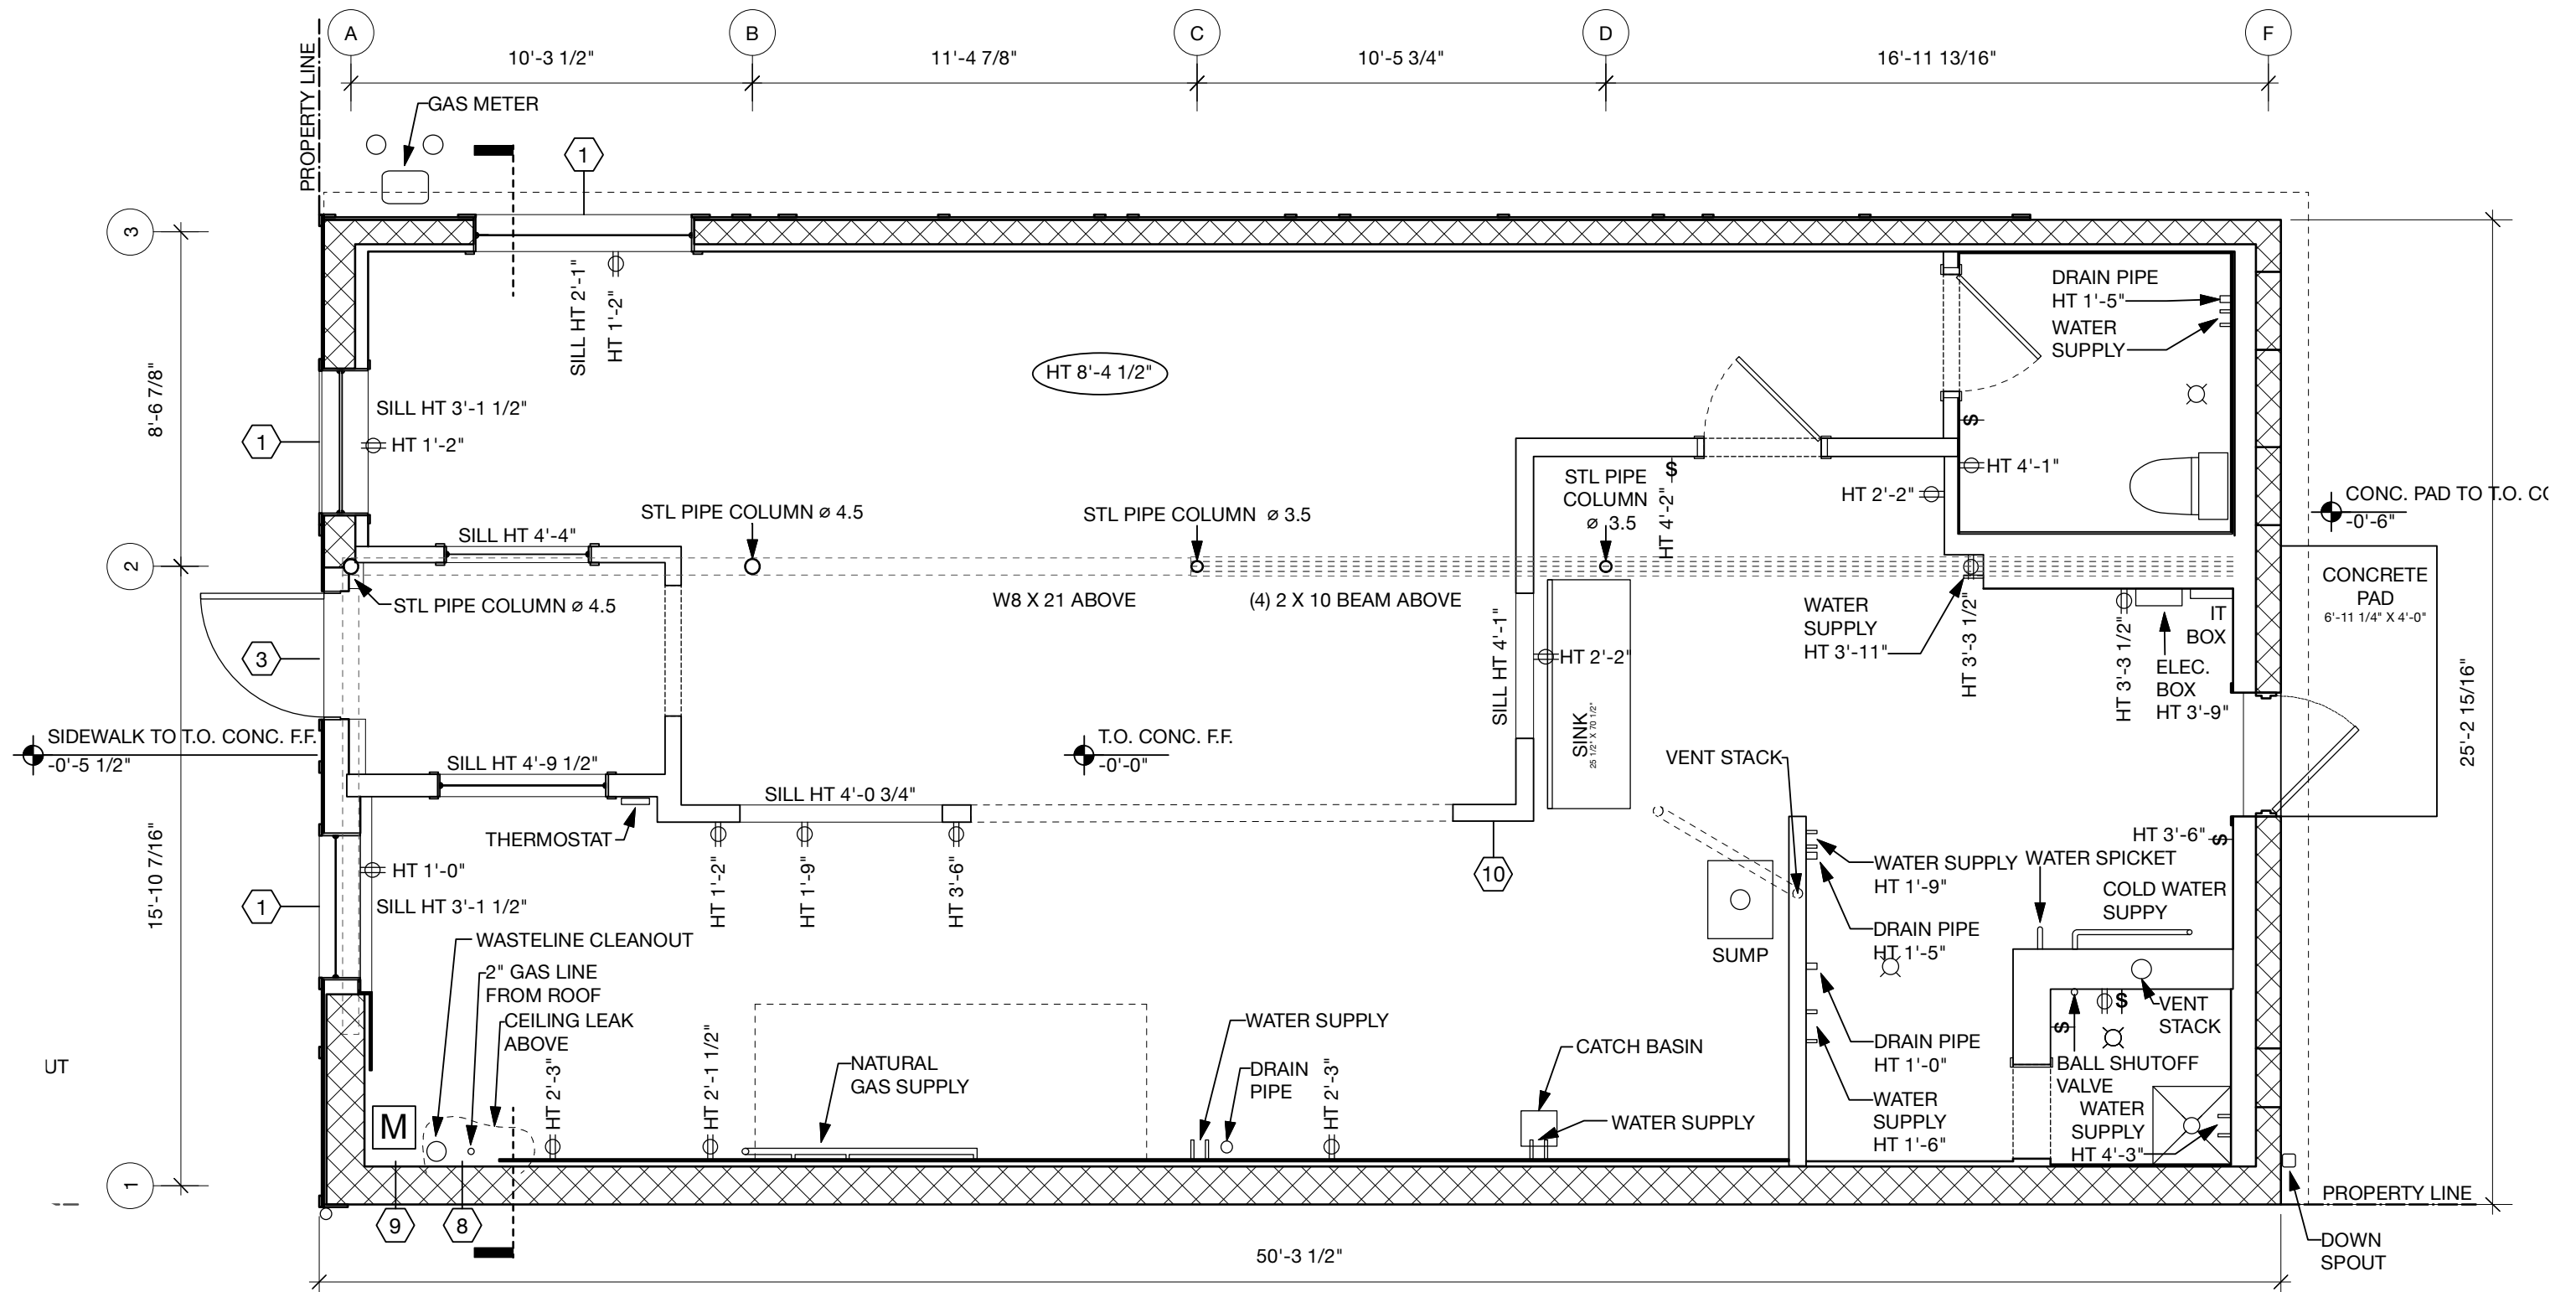 A
B
C
D
F
10'-3 1/2"
11'-4 7/8"
10'-5 3/4"
16'-11 13/16"
PROPERTY LINE
GAS METER
1
3
SILL HT 2'-1"
HT 1'-2"
DRAIN PIPE
HT 1'-5"
WATER
SUPPLY
8'-6 7/8"
HT 8'-4 1/2"
SILL HT 3'-1 1/2"
1
HT 1'-2"
$
HT 4'-1"
HT 2'-2"
$
HT 4'-2"
STL PIPE
COLUMN
⌀ 3.5
STL PIPE COLUMN ⌀ 4.5
STL PIPE COLUMN ⌀ 3.5
CONC. PAD TO T.O. CO
-0'-6"
SILL HT 4'-4"
2
STL PIPE COLUMN ⌀ 4.5
W8 X 21 ABOVE
(4) 2 X 10 BEAM ABOVE
WATER
SUPPLY
HT 3'-11"
HT 3'-3 1/2"
HT 3'-3 1/2"
IT
BOX
ELEC.
BOX
HT 3'-9"
CONCRETE
PAD
6'-11 1/4" X 4'-0"
3
SILL HT 4'-1"
HT 2'-2"
SINK
25 1/2" X 70 1/2"
25'-2 15/16"
SIDEWALK TO T.O. CONC. F.F.
-0'-5 1/2"
T.O. CONC. F.F.
-0'-0"
VENT STACK
SILL HT 4'-9 1/2"
SILL HT 4'-0 3/4"
THERMOSTAT
HT 1'-2"
HT 1'-9"
HT 3'-6"
10
HT 3'-6"
$
15'-10 7/16"
HT 1'-0"
1
SILL HT 3'-1 1/2"
WATER SUPPLY
HT 1'-9"
WATER SPICKET
COLD WATER
SUPPY
DRAIN PIPE
HT 1'-5"
SUMP
WASTELINE CLEANOUT
2" GAS LINE
FROM ROOF
CEILING LEAK
ABOVE
HT 2'-3"
HT 2'-1 1/2"
NATURAL
GAS SUPPLY
WATER SUPPLY
DRAIN
PIPE
HT 2'-3"
CATCH BASIN
WATER SUPPLY
DRAIN PIPE
HT 1'-0"
WATER
SUPPLY
HT 1'-6"
$
VENT
STACK
$
BALL SHUTOFF
VALVE
WATER
SUPPLY
HT 4'-3"
UT
M
1
9
8
PROPERTY LINE
DOWN
SPOUT
50'-3 1/2"